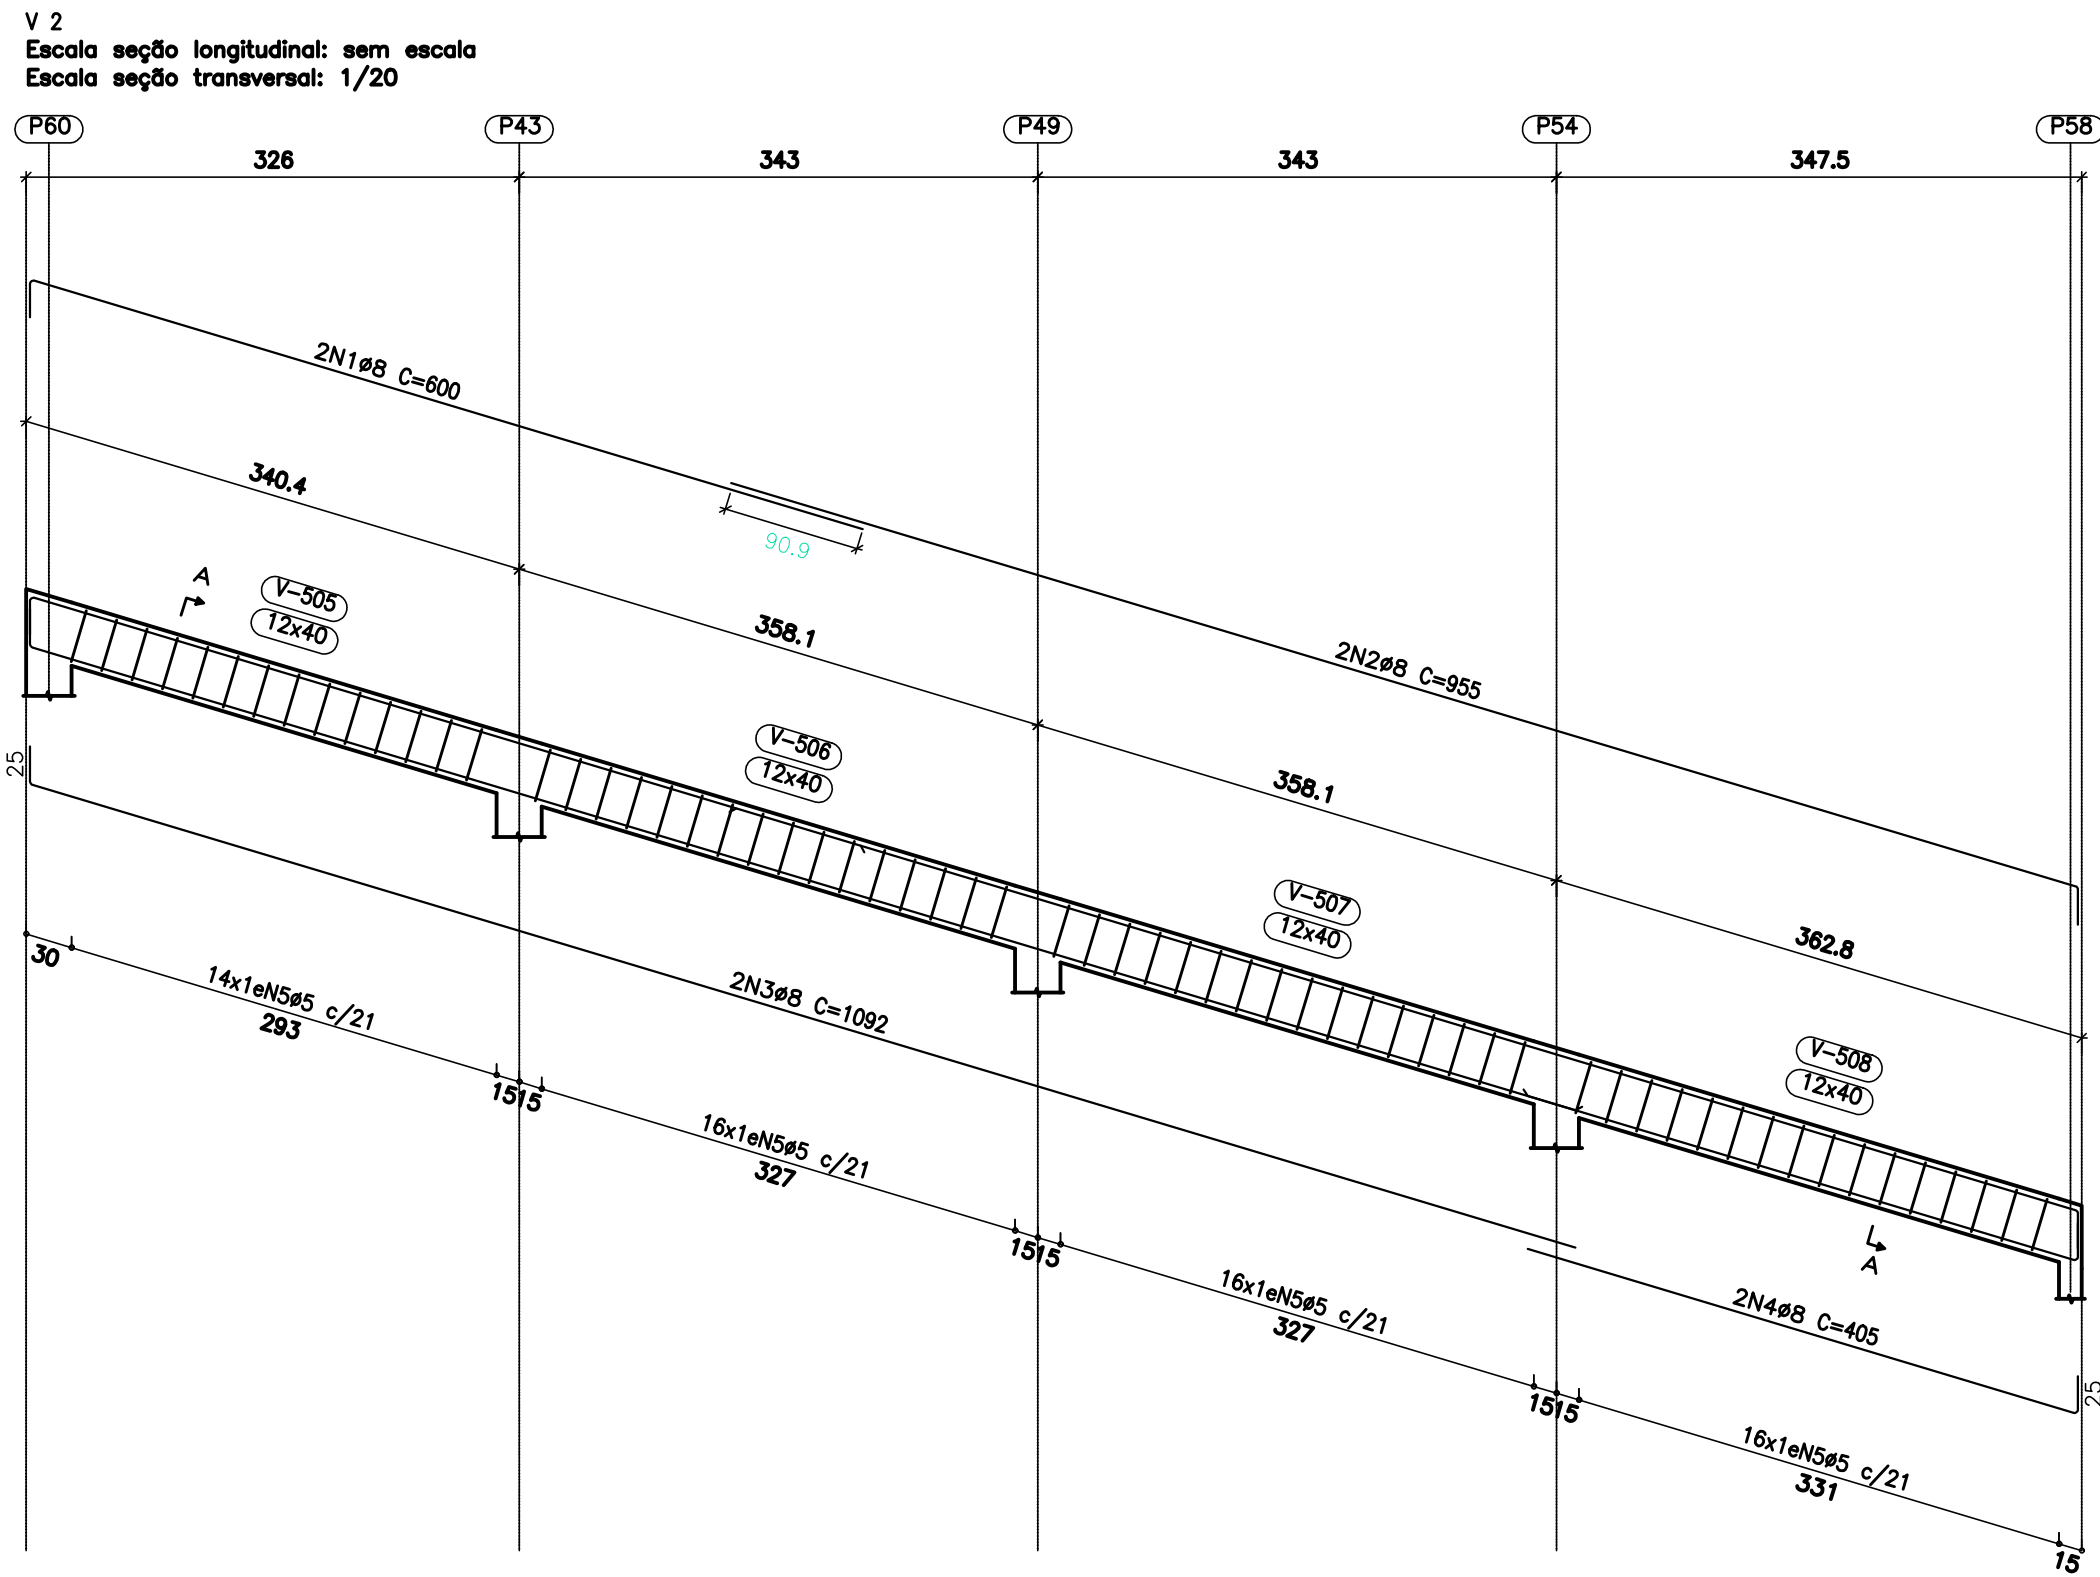 V 2
Escala seção longitudinal: sem escala
Escala seção transversal: 1/20
P60 P43 P49 P54 P58
326 343 343 347.5
2N1ø8 C=600
340.4
90.9
A
V-505
12x40
358.1
2N2ø8 C=955
V-506
12x40
25
358.1
V-507
12x40
362.8
30
14x1eN5ø5 c/21
293
2N3ø8 C=1092
V-508
12x40
1515
16x1eN5ø5 c/21
327
1515
A
16x1eN5ø5 c/21
327
2N4ø8 C=405
25
1515
16x1eN5ø5 c/21
331
15